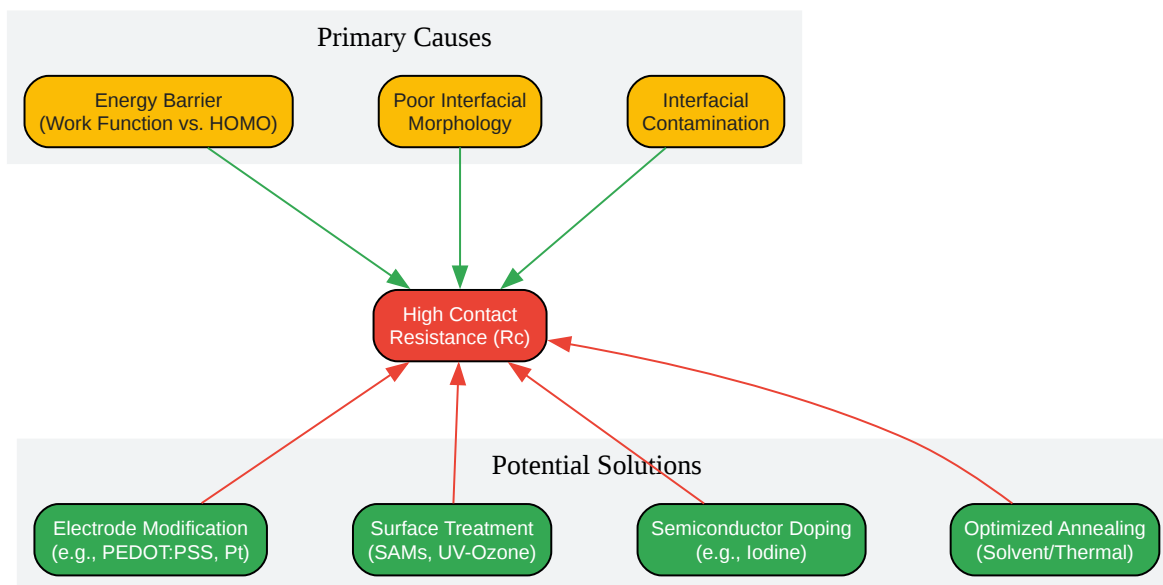 Primary Causes
Energy Barrier
(Work Function vs. HOMO)
Poor Interfacial
Morphology
Interfacial
Contamination
High Contact
Resistance (Rc)
Potential Solutions
Electrode Modification
(e.g., PEDOT:PSS, Pt)
Surface Treatment
(SAMs, UV-Ozone)
Semiconductor Doping
(e.g., Iodine)
Optimized Annealing
(Solvent/Thermal)